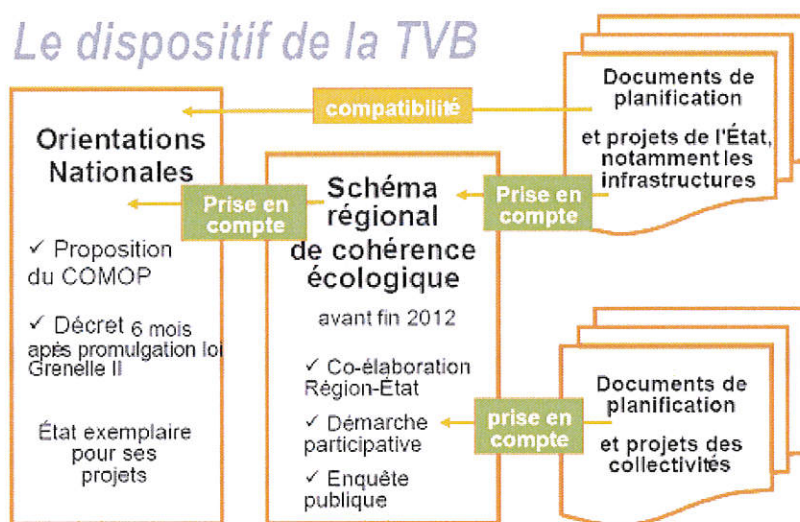 Le dispositif de la TVB
Orientations
Nationales
✓ Proposition
du COMOP
✓ Décret 6 mois
après promulgation loi
Grenelle II
État exemplaire
pour ses
projets
compatibilité
Prise en
compte
Schéma
régional
de cohérence
écologique
avant fin 2012
✓ Co-élaboration
Région-État
✓ Démarche
participative
✓ Enquête
publique
Prise en
compte
Documents de
planification
et projets de l'État,
notamment les
infrastructures
prise en
compte
Documents de
planification
et projets des
collectivités